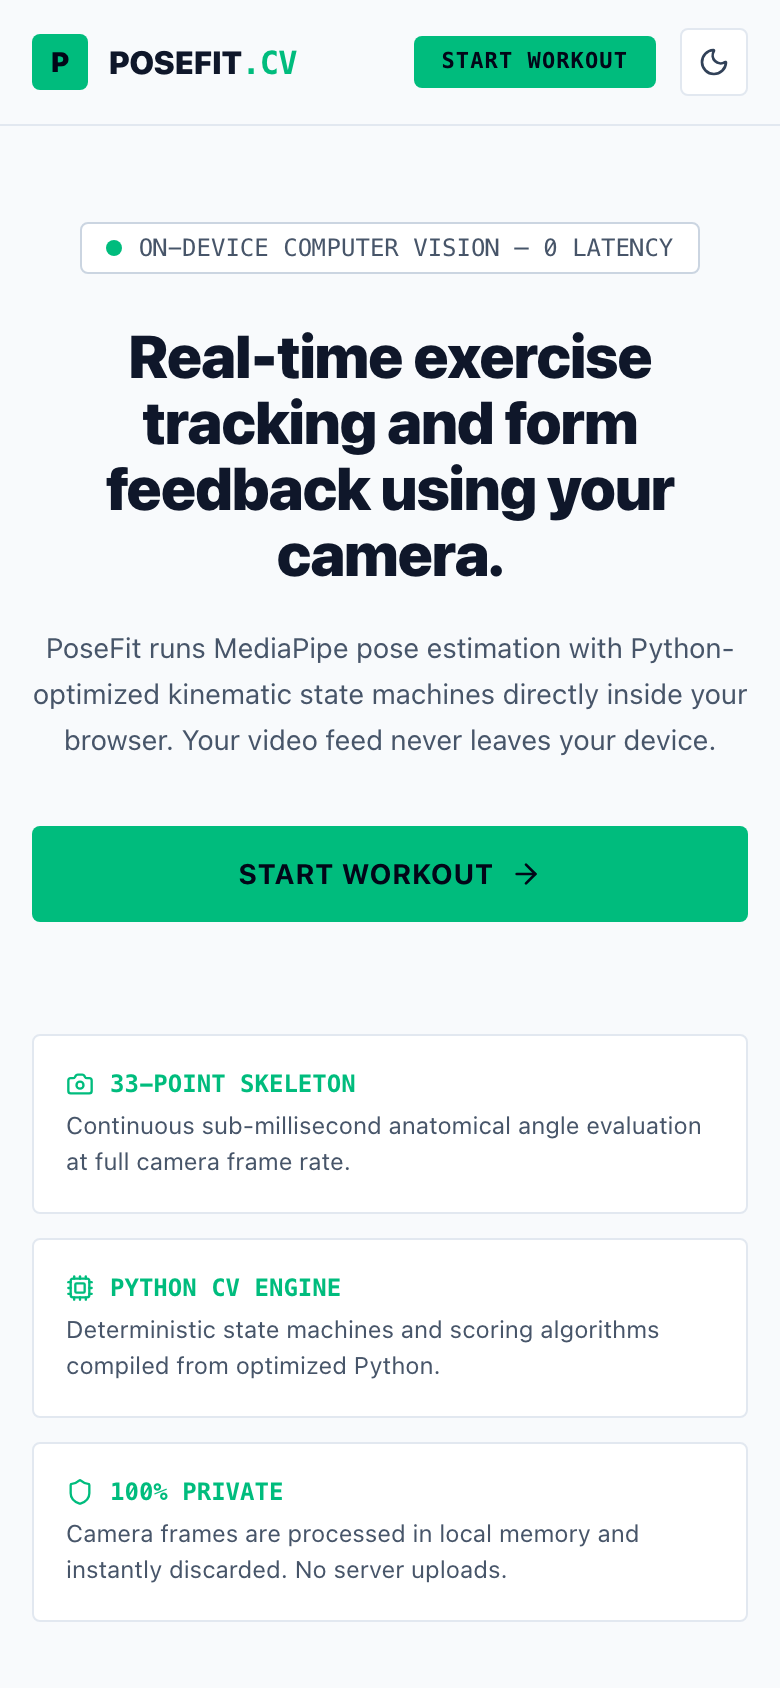 P POSEFIT.CV START WORKOUT
ON-DEVICE COMPUTER VISION — 0 LATENCY
Real-time exercise
tracking and form
feedback using your
camera.
PoseFit runs MediaPipe pose estimation with Python-
optimized kinematic state machines directly inside your
browser. Your video feed never leaves your device.
START WORKOUT →
33-POINT SKELETON
Continuous sub-millisecond anatomical angle evaluation
at full camera frame rate.
PYTHON CV ENGINE
Deterministic state machines and scoring algorithms
compiled from optimized Python.
100% PRIVATE
Camera frames are processed in local memory and
instantly discarded. No server uploads.